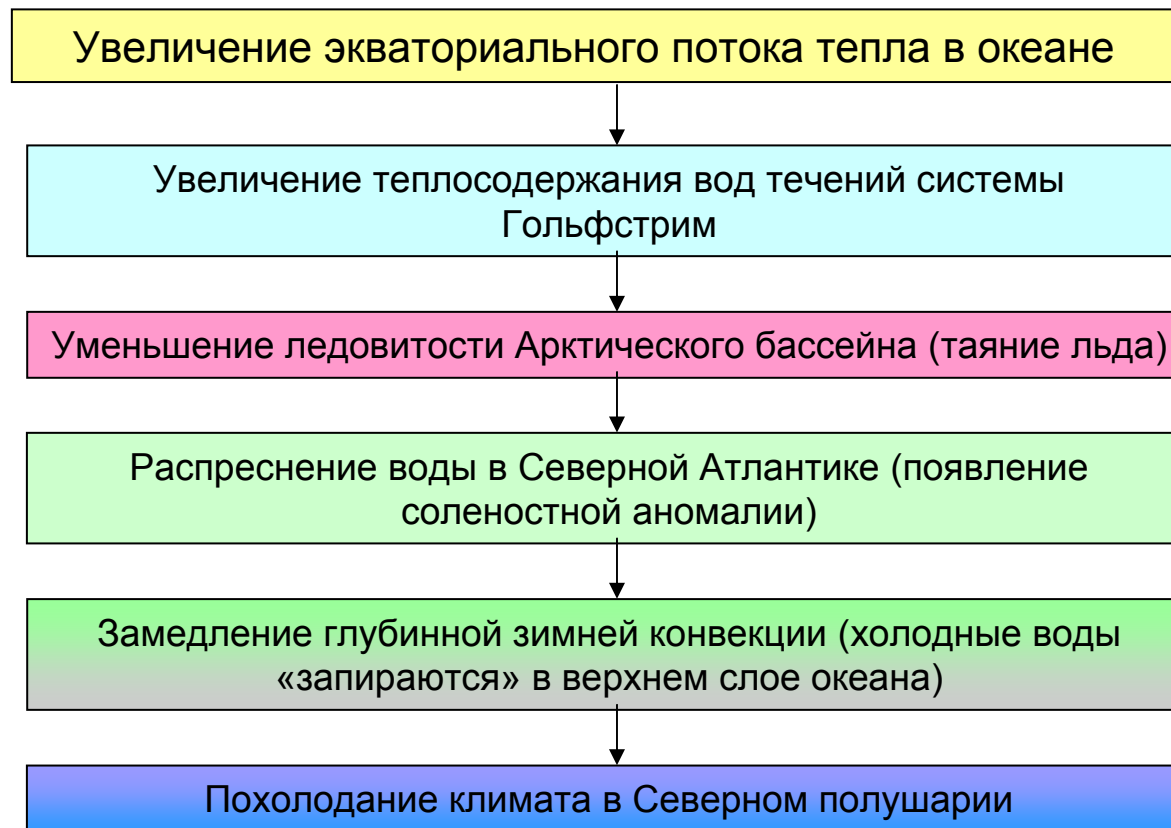 Увеличение экваториального потока тепла в океане
Увеличение теплосодержания вод течений системы
Гольфстрим
Уменьшение ледовитости Арктического бассейна (таяние льда)
Распреснение воды в Северной Атлантике (появление
соленостной аномалии)
Замедление глубинной зимней конвекции (холодные воды
«запираются» в верхнем слое океана)
Похолодание климата в Северном полушарии